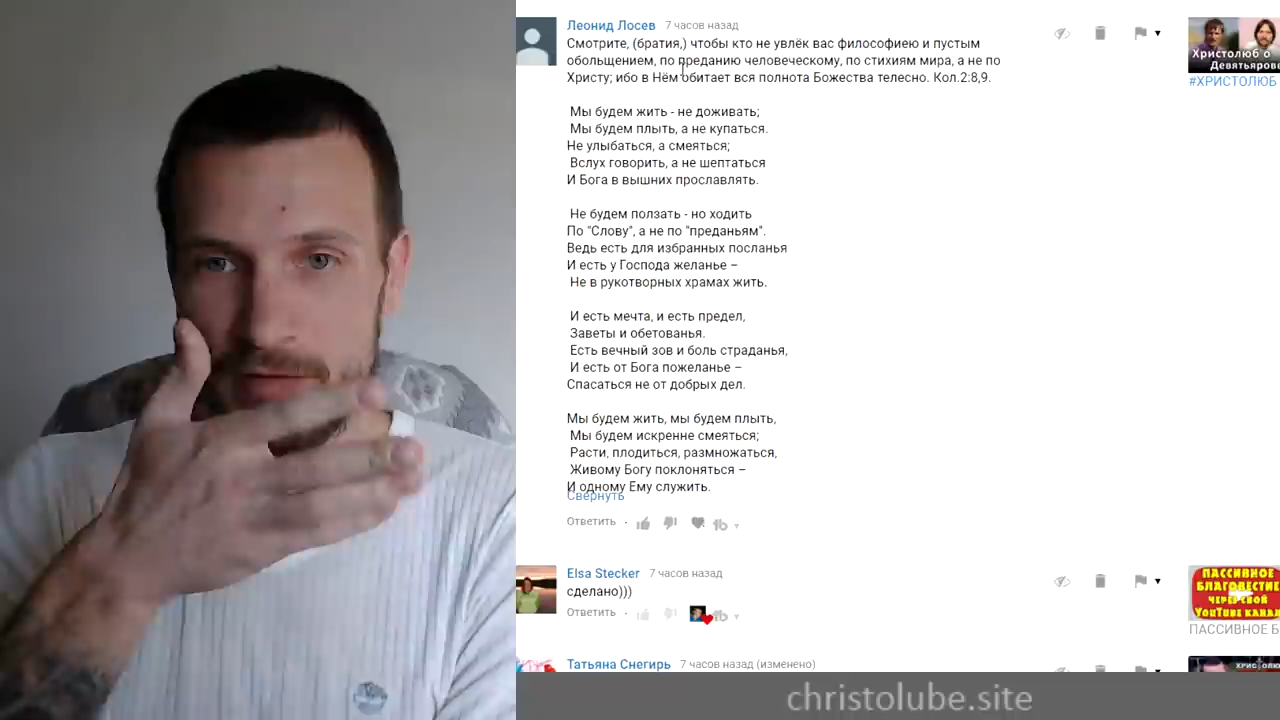 Леонид Лосев 7 часов назад
Смотрите, (братия,) чтобы кто не увлёк вас философиею и пустым
обольщением, по преданию человеческому, по стихиям мира, а не по
Христу; ибо в Нём обитает вся полнота Божества телесно. Кол.2:8,9.
Мы будем жить - не доживать;
Мы будем плыть, а не купаться.
Не улыбаться, а смеяться;
Вслух говорить, а не шептаться
И Бога в вышних прославлять.
Не будем ползать - но ходить
По "Слову", а не по "преданьям".
Ведь есть для избранных посланья
И есть у Господа желанье –
Не в рукотворных храмах жить.
И есть мечта, и есть предел,
Заветы и обетованья.
Есть вечный зов и боль страданья,
И есть от Бога пожеланье –
Спасаться не от добрых дел.
Мы будем жить, мы будем плыть,
Мы будем искренне смеяться;
Расти, плодиться, размножаться,
Живому Богу поклоняться –
И одному Ему служить.
Свернуть
Ответить
Elsa Stecker 7 часов назад
сделано)))
Ответить
Татьяна Снегирь 7 часов назад (изменено)
Христолюб о
Девятьяров
#ХРИСТОЛЮБ
ПАССИВНОЕ
БЛАГОВЕСТИЕ
ЧЕРЕЗ СВОЙ
YouTube КАНАЛ
ПАССИВНОЕ Б
christolube.site